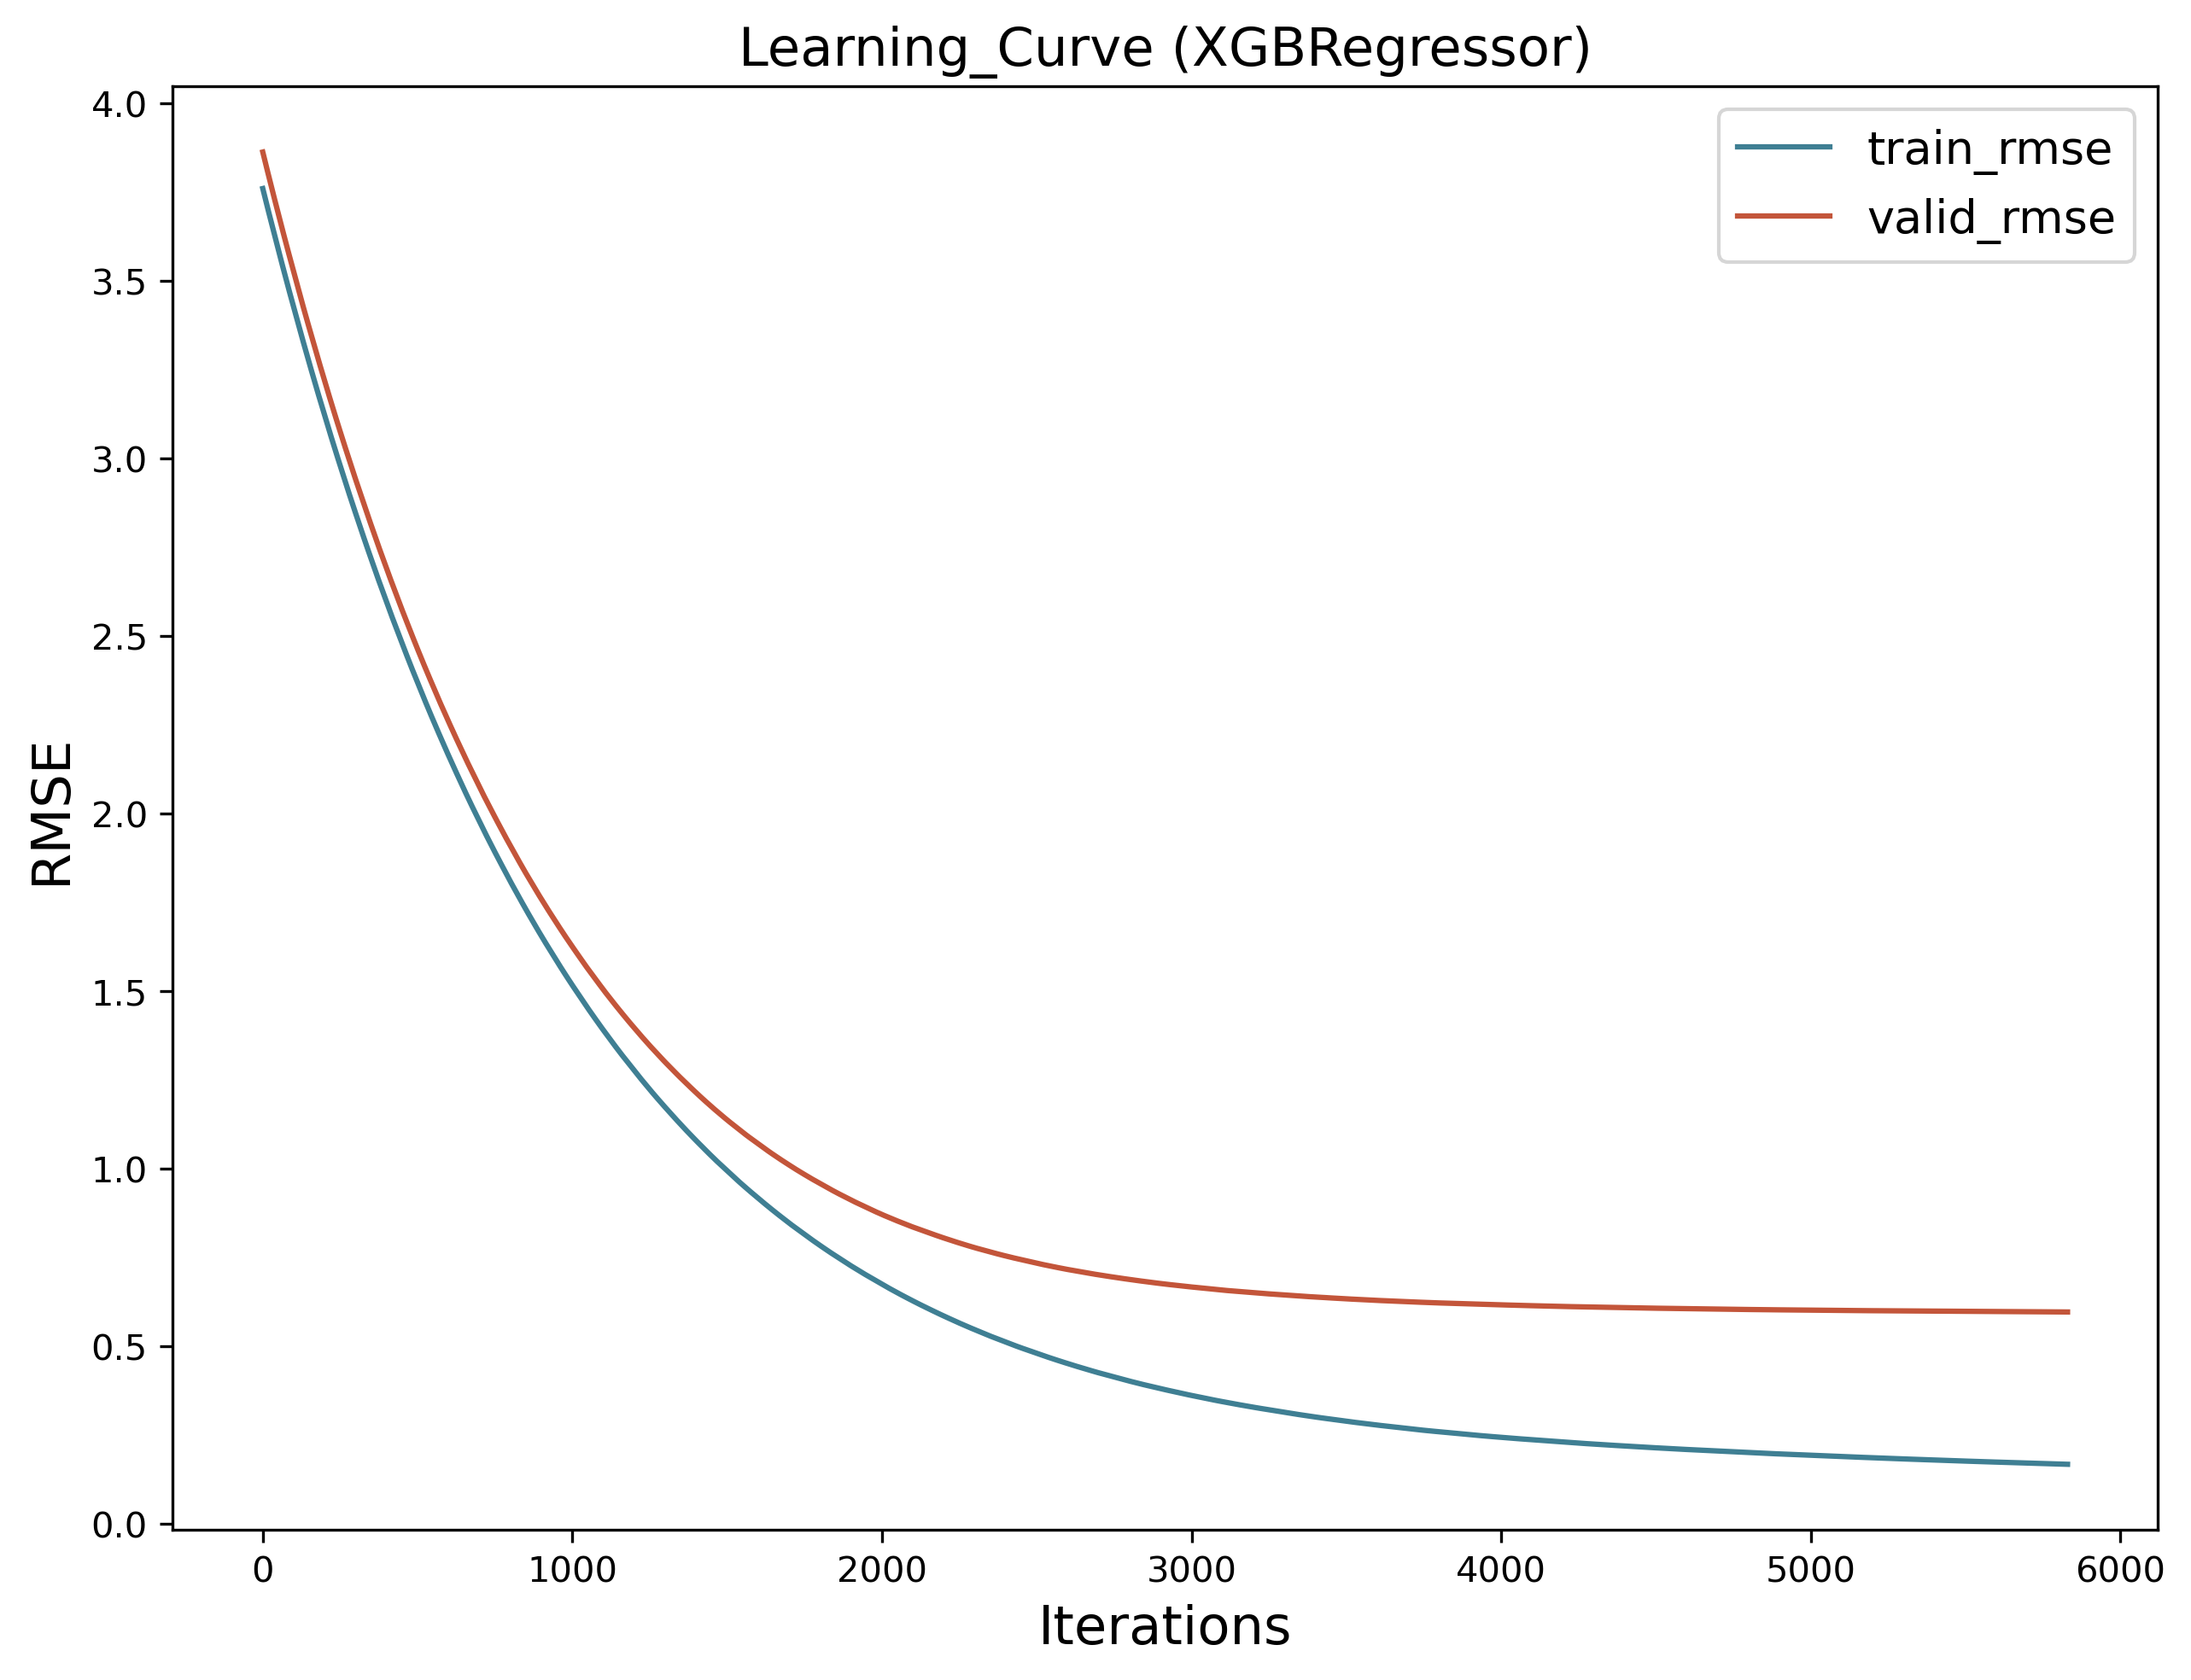 Learning_Curve (XGBRegressor)
4.0
3.5
3.0
2.5
2.0
1.5
1.0
0.5
0.0
RMSE
train_rmse
valid_rmse
0 1000 2000 3000 4000 5000 6000
Iterations